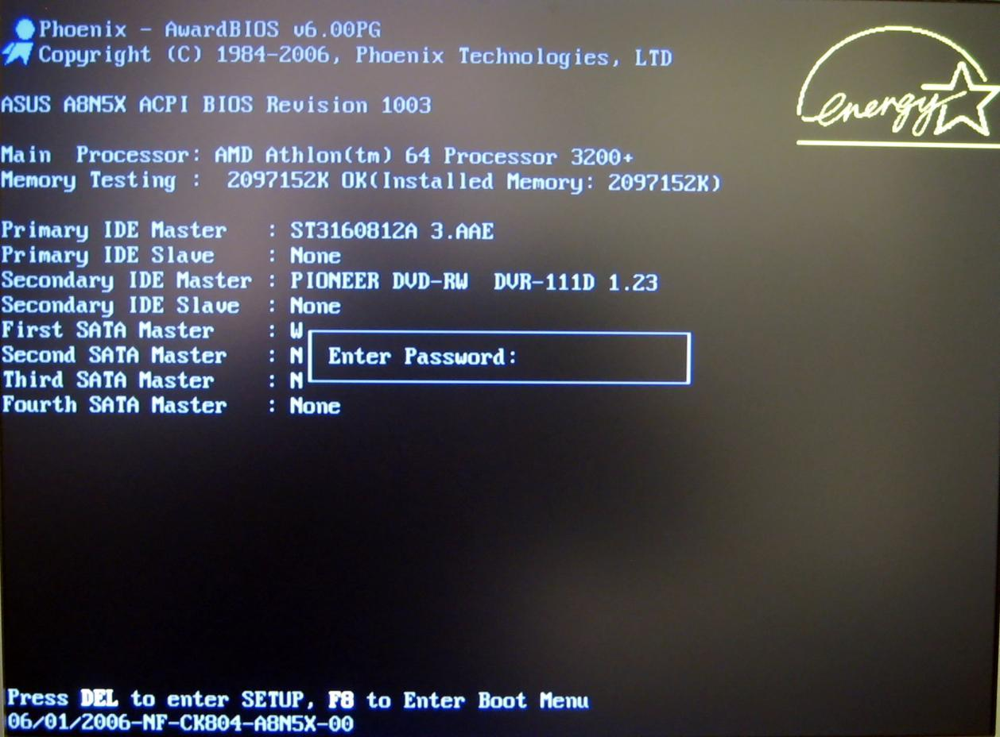 Phoenix - AwardBIOS v6.00PG
Copyright (C) 1984-2006, Phoenix Technologies, LTD
energy
ASUS A8N5X ACPI BIOS Revision 1003
Main  Processor: AMD Athlon(tm) 64 Processor 3200+
Memory Testing :  2097152K OK(Installed Memory: 2097152K)
Primary IDE Master   : ST3160812A 3.AAE
Primary IDE Slave    : None
Secondary IDE Master : PIONEER DVD-RW  DVR-111D 1.23
Secondary IDE Slave  : None
First SATA Master    : W
Second SATA Master   : N
Enter Password:
Third SATA Master    : N
Fourth SATA Master   : None
Press DEL to enter SETUP, F8 to Enter Boot Menu
06/01/2006-NF-CK804-A8N5X-00